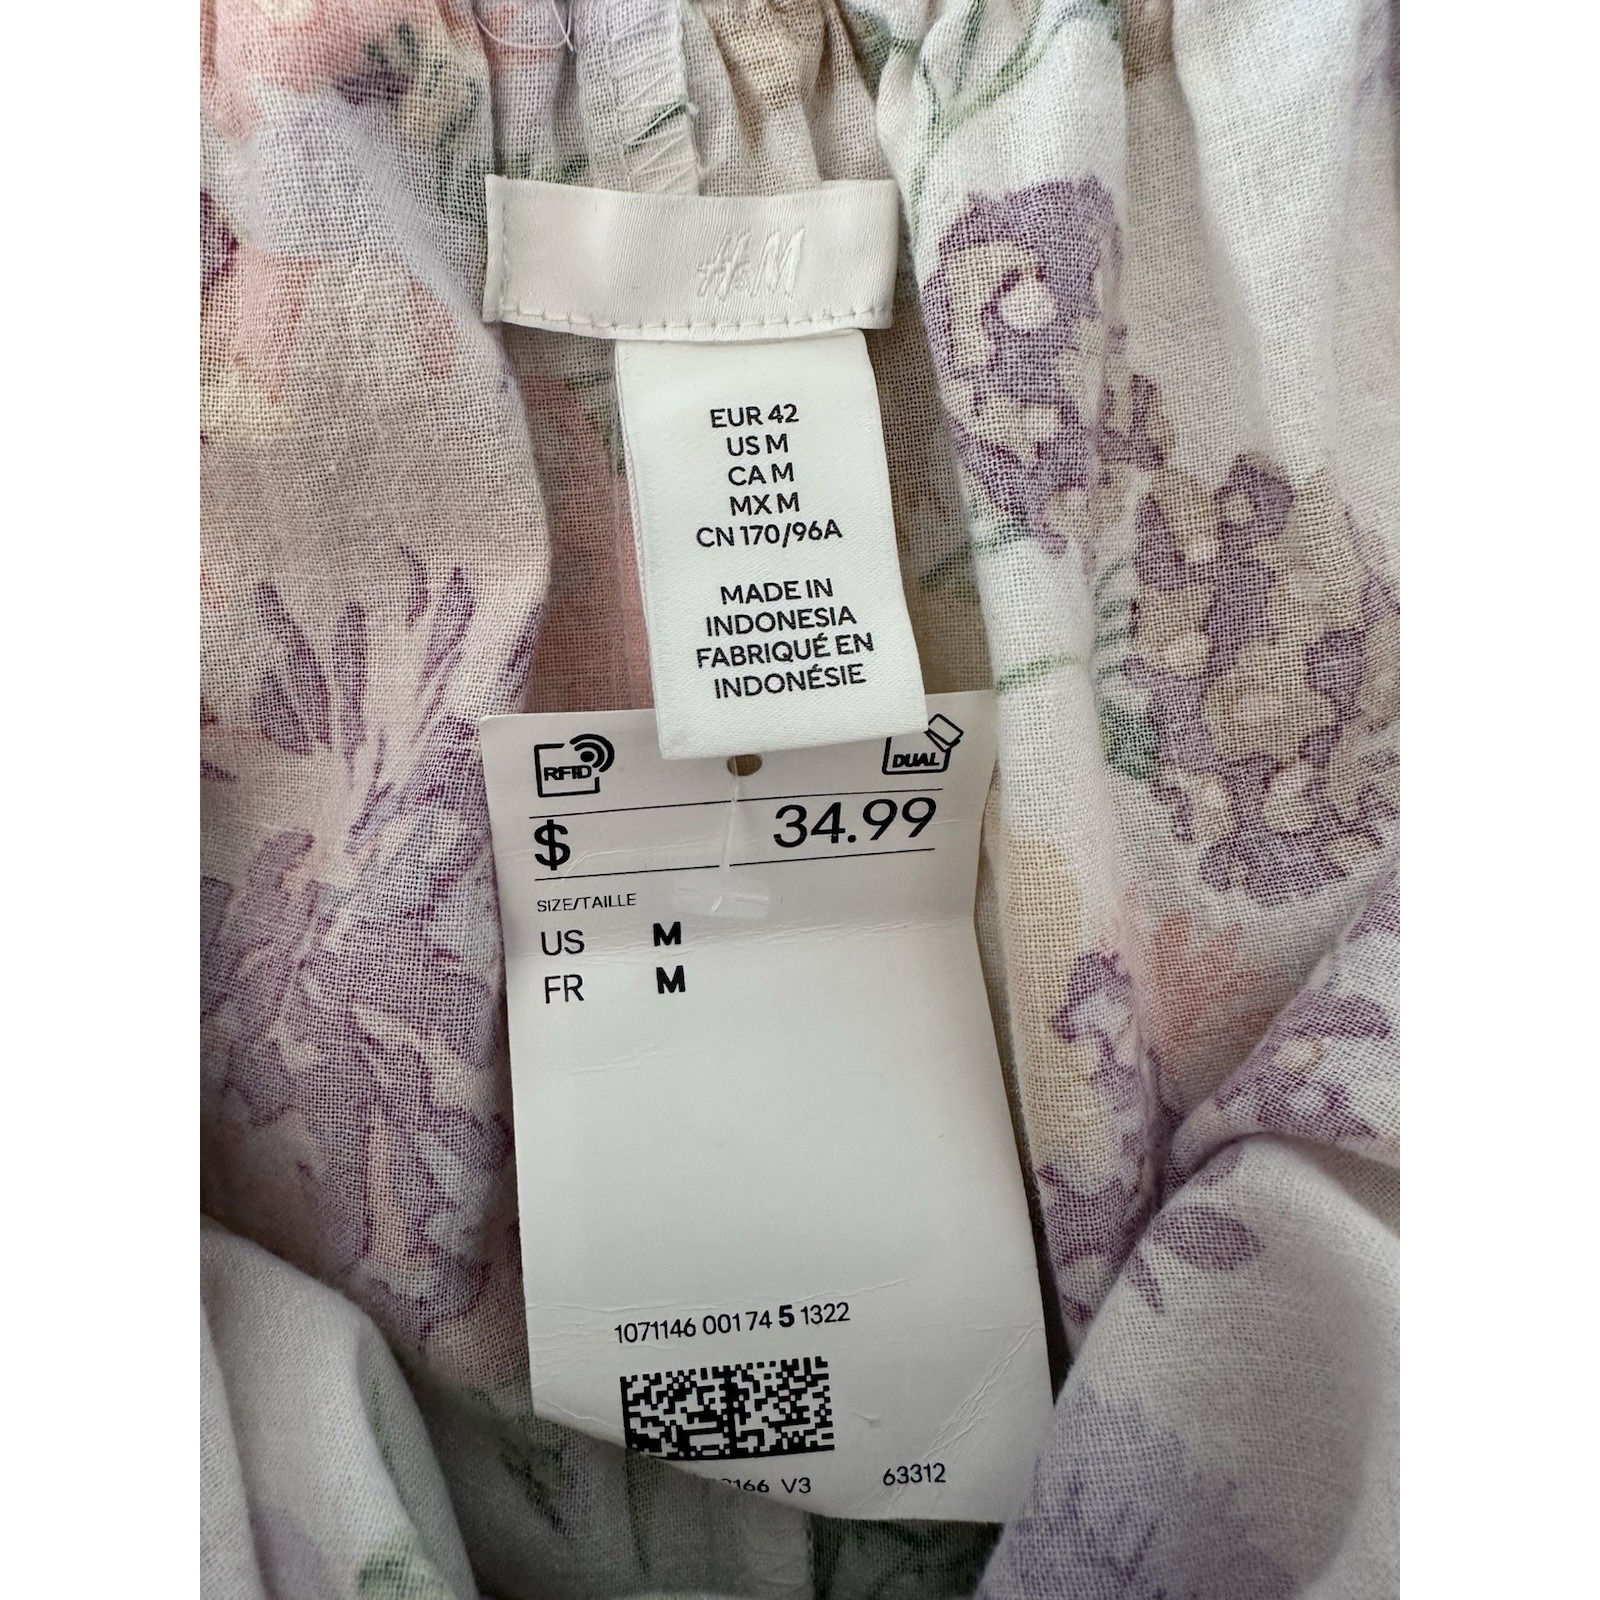 H&M
EUR 42
US M
CA M
MX M
CN 170/96A
MADE IN
INDONESIA
FABRIQUÉ EN
INDONÉSIE
RFID
DUAL
$ 34.99
SIZE/TAILLE
US M
FR M
1071146 001 74 5 1322
166 V3 63312